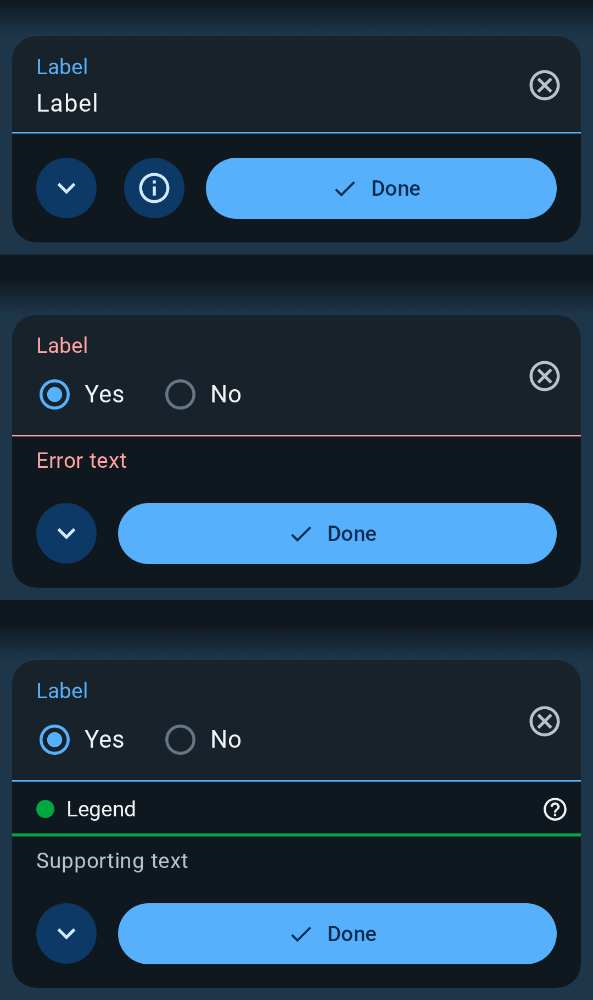 Label
Label
Done
Label
Yes No
Error text
Done
Label
Yes No
Legend
Supporting text
Done